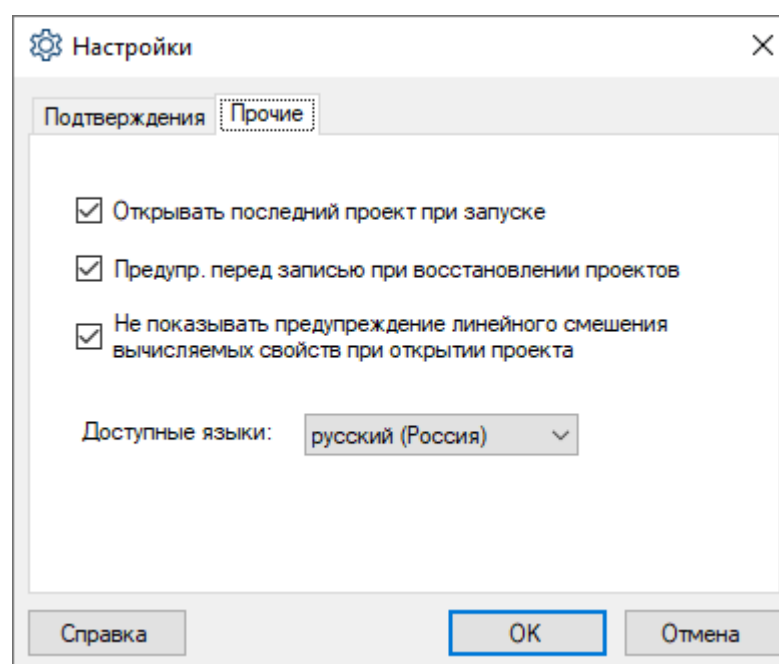 Настройки
Подтверждения
Прочие
Открывать последний проект при запуске
Предупр. перед записью при восстановлении проектов
Не показывать предупреждение линейного смешения
вычисляемых свойств при открытии проекта
Доступные языки: русский (Россия)
Справка
ОК
Отмена